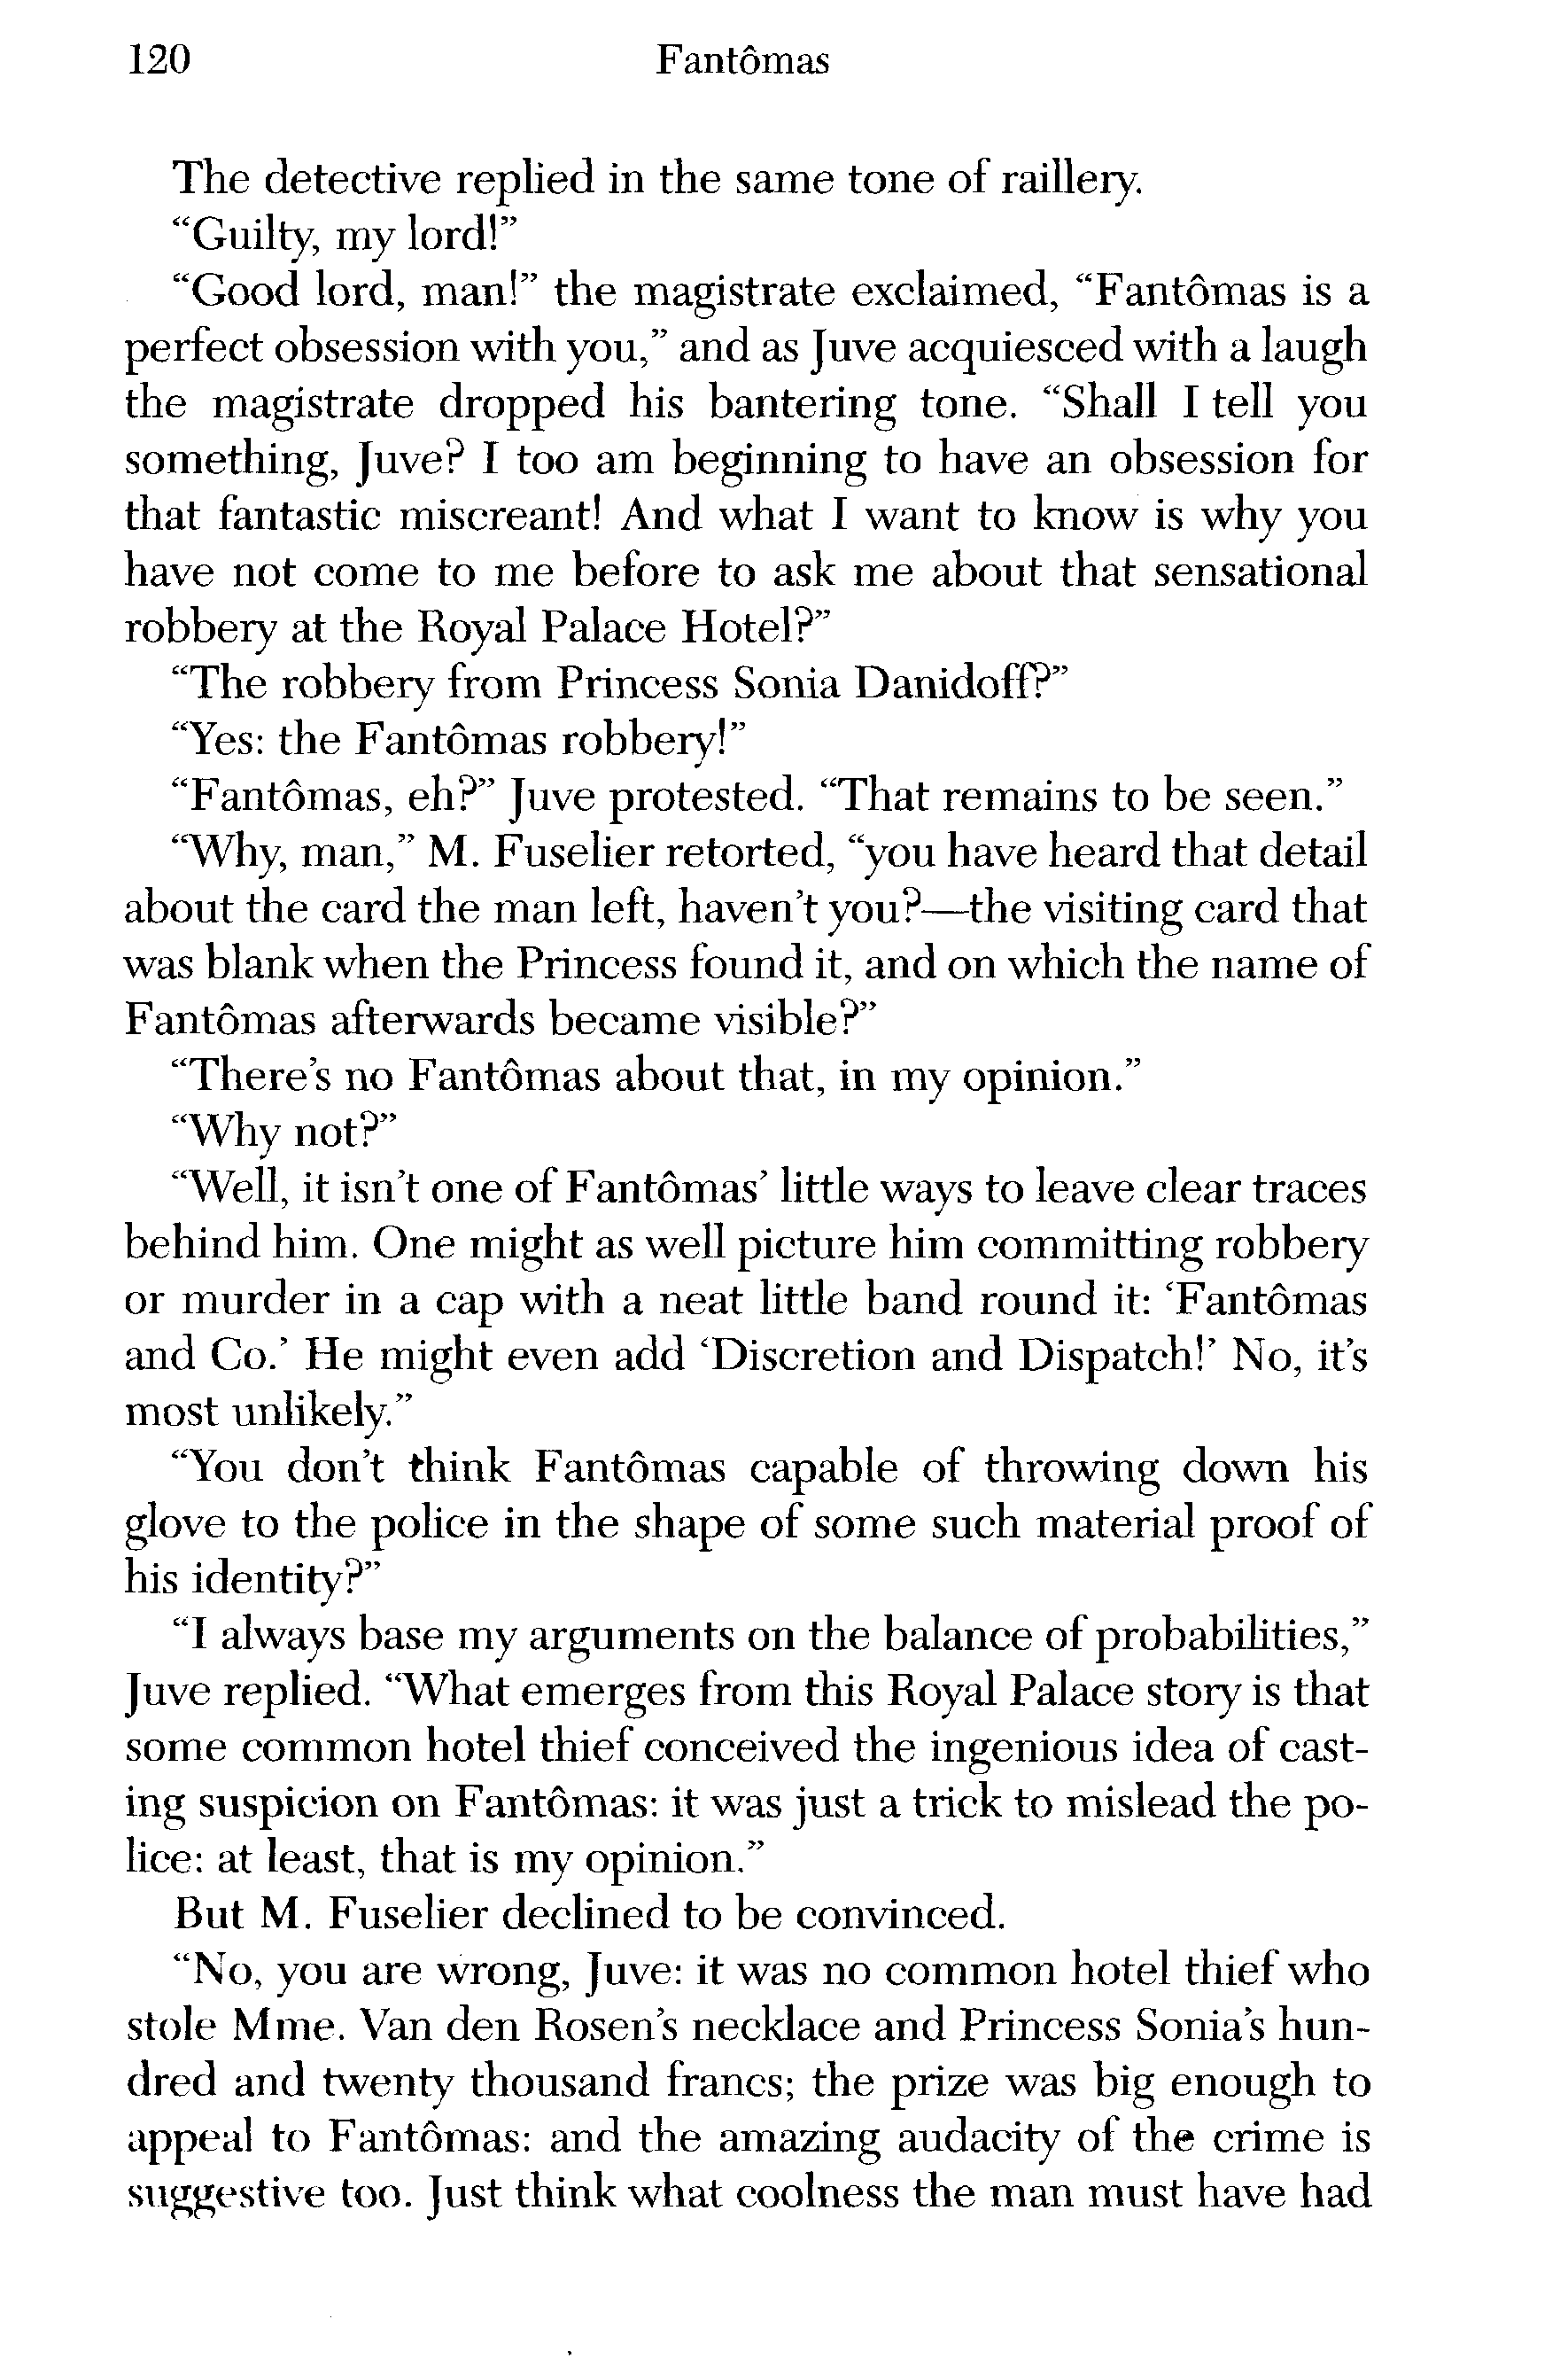 120 Fantômas
The detective replied in the same tone of raillery.
“Guilty, my lord!”
“Good lord, man!” the magistrate exclaimed, “Fantômas is a
perfect obsession with you,” and as Juve acquiesced with a laugh
the magistrate dropped his bantering tone. “Shall I tell you
something, Juve? I too am beginning to have an obsession for
that fantastic miscreant! And what I want to know is why you
have not come to me before to ask me about that sensational
robbery at the Royal Palace Hotel?”
“The robbery from Princess Sonia Danidoff?”
“Yes: the Fantômas robbery!”
“Fantômas, eh?” Juve protested. “That remains to be seen.”
“Why, man,” M. Fuselier retorted, “you have heard that detail
about the card the man left, haven’t you?—the visiting card that
was blank when the Princess found it, and on which the name of
Fantômas afterwards became visible?”
“There’s no Fantômas about that, in my opinion.”
“Why not?”
“Well, it isn’t one of Fantômas’ little ways to leave clear traces
behind him. One might as well picture him committing robbery
or murder in a cap with a neat little band round it: ‘Fantômas
and Co.’ He might even add ‘Discretion and Dispatch!’ No, it’s
most unlikely.”
“You don’t think Fantômas capable of throwing down his
glove to the police in the shape of some such material proof of
his identity?”
“I always base my arguments on the balance of probabilities,”
Juve replied. “What emerges from this Royal Palace story is that
some common hotel thief conceived the ingenious idea of cast-
ing suspicion on Fantômas: it was just a trick to mislead the po-
lice: at least, that is my opinion.”
But M. Fuselier declined to be convinced.
“No, you are wrong, Juve: it was no common hotel thief who
stole Mme. Van den Rosen’s necklace and Princess Sonia’s hun-
dred and twenty thousand francs; the prize was big enough to
appeal to Fantômas: and the amazing audacity of the crime is
suggestive too. Just think what coolness the man must have had